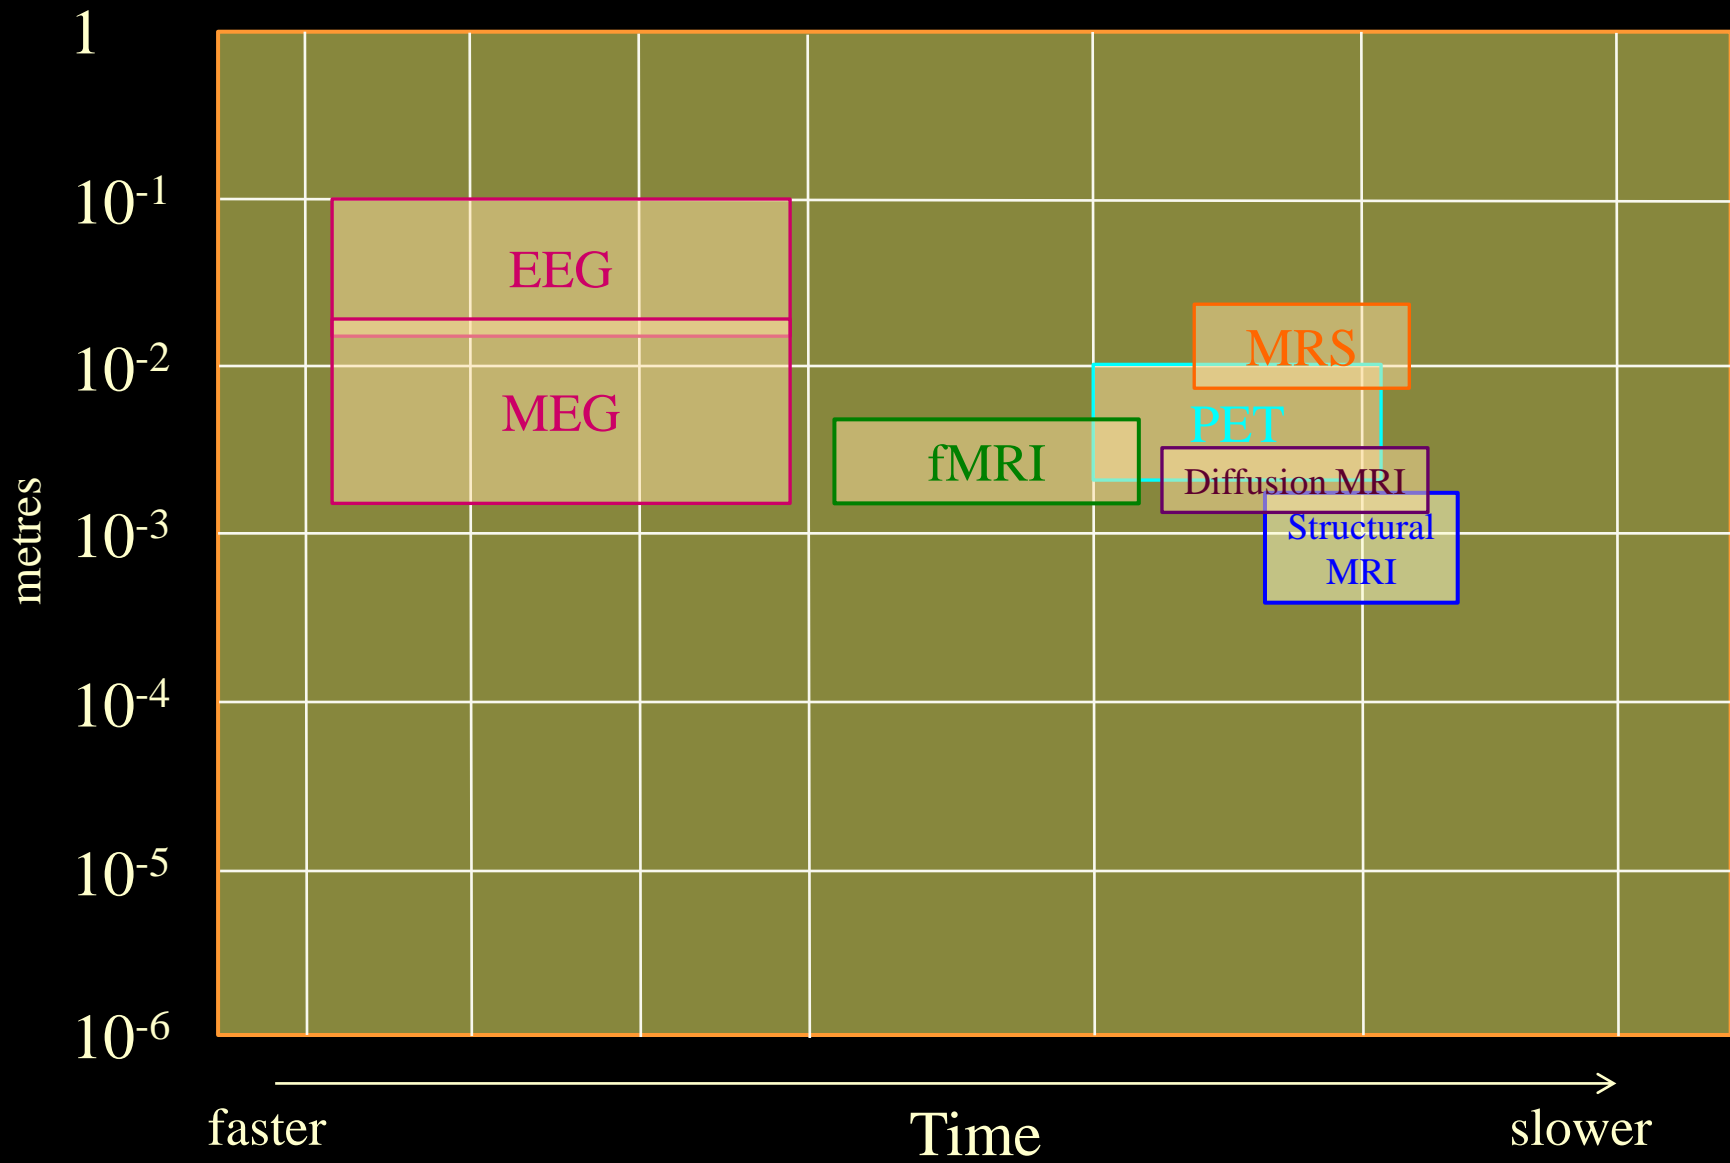 1
10-1
10-2
10-3
10-4
10-5
10-6
metres
EEG
MEG
fMRI
MRS
PET
Diffusion MRI
Structural
MRI
faster
Time
slower